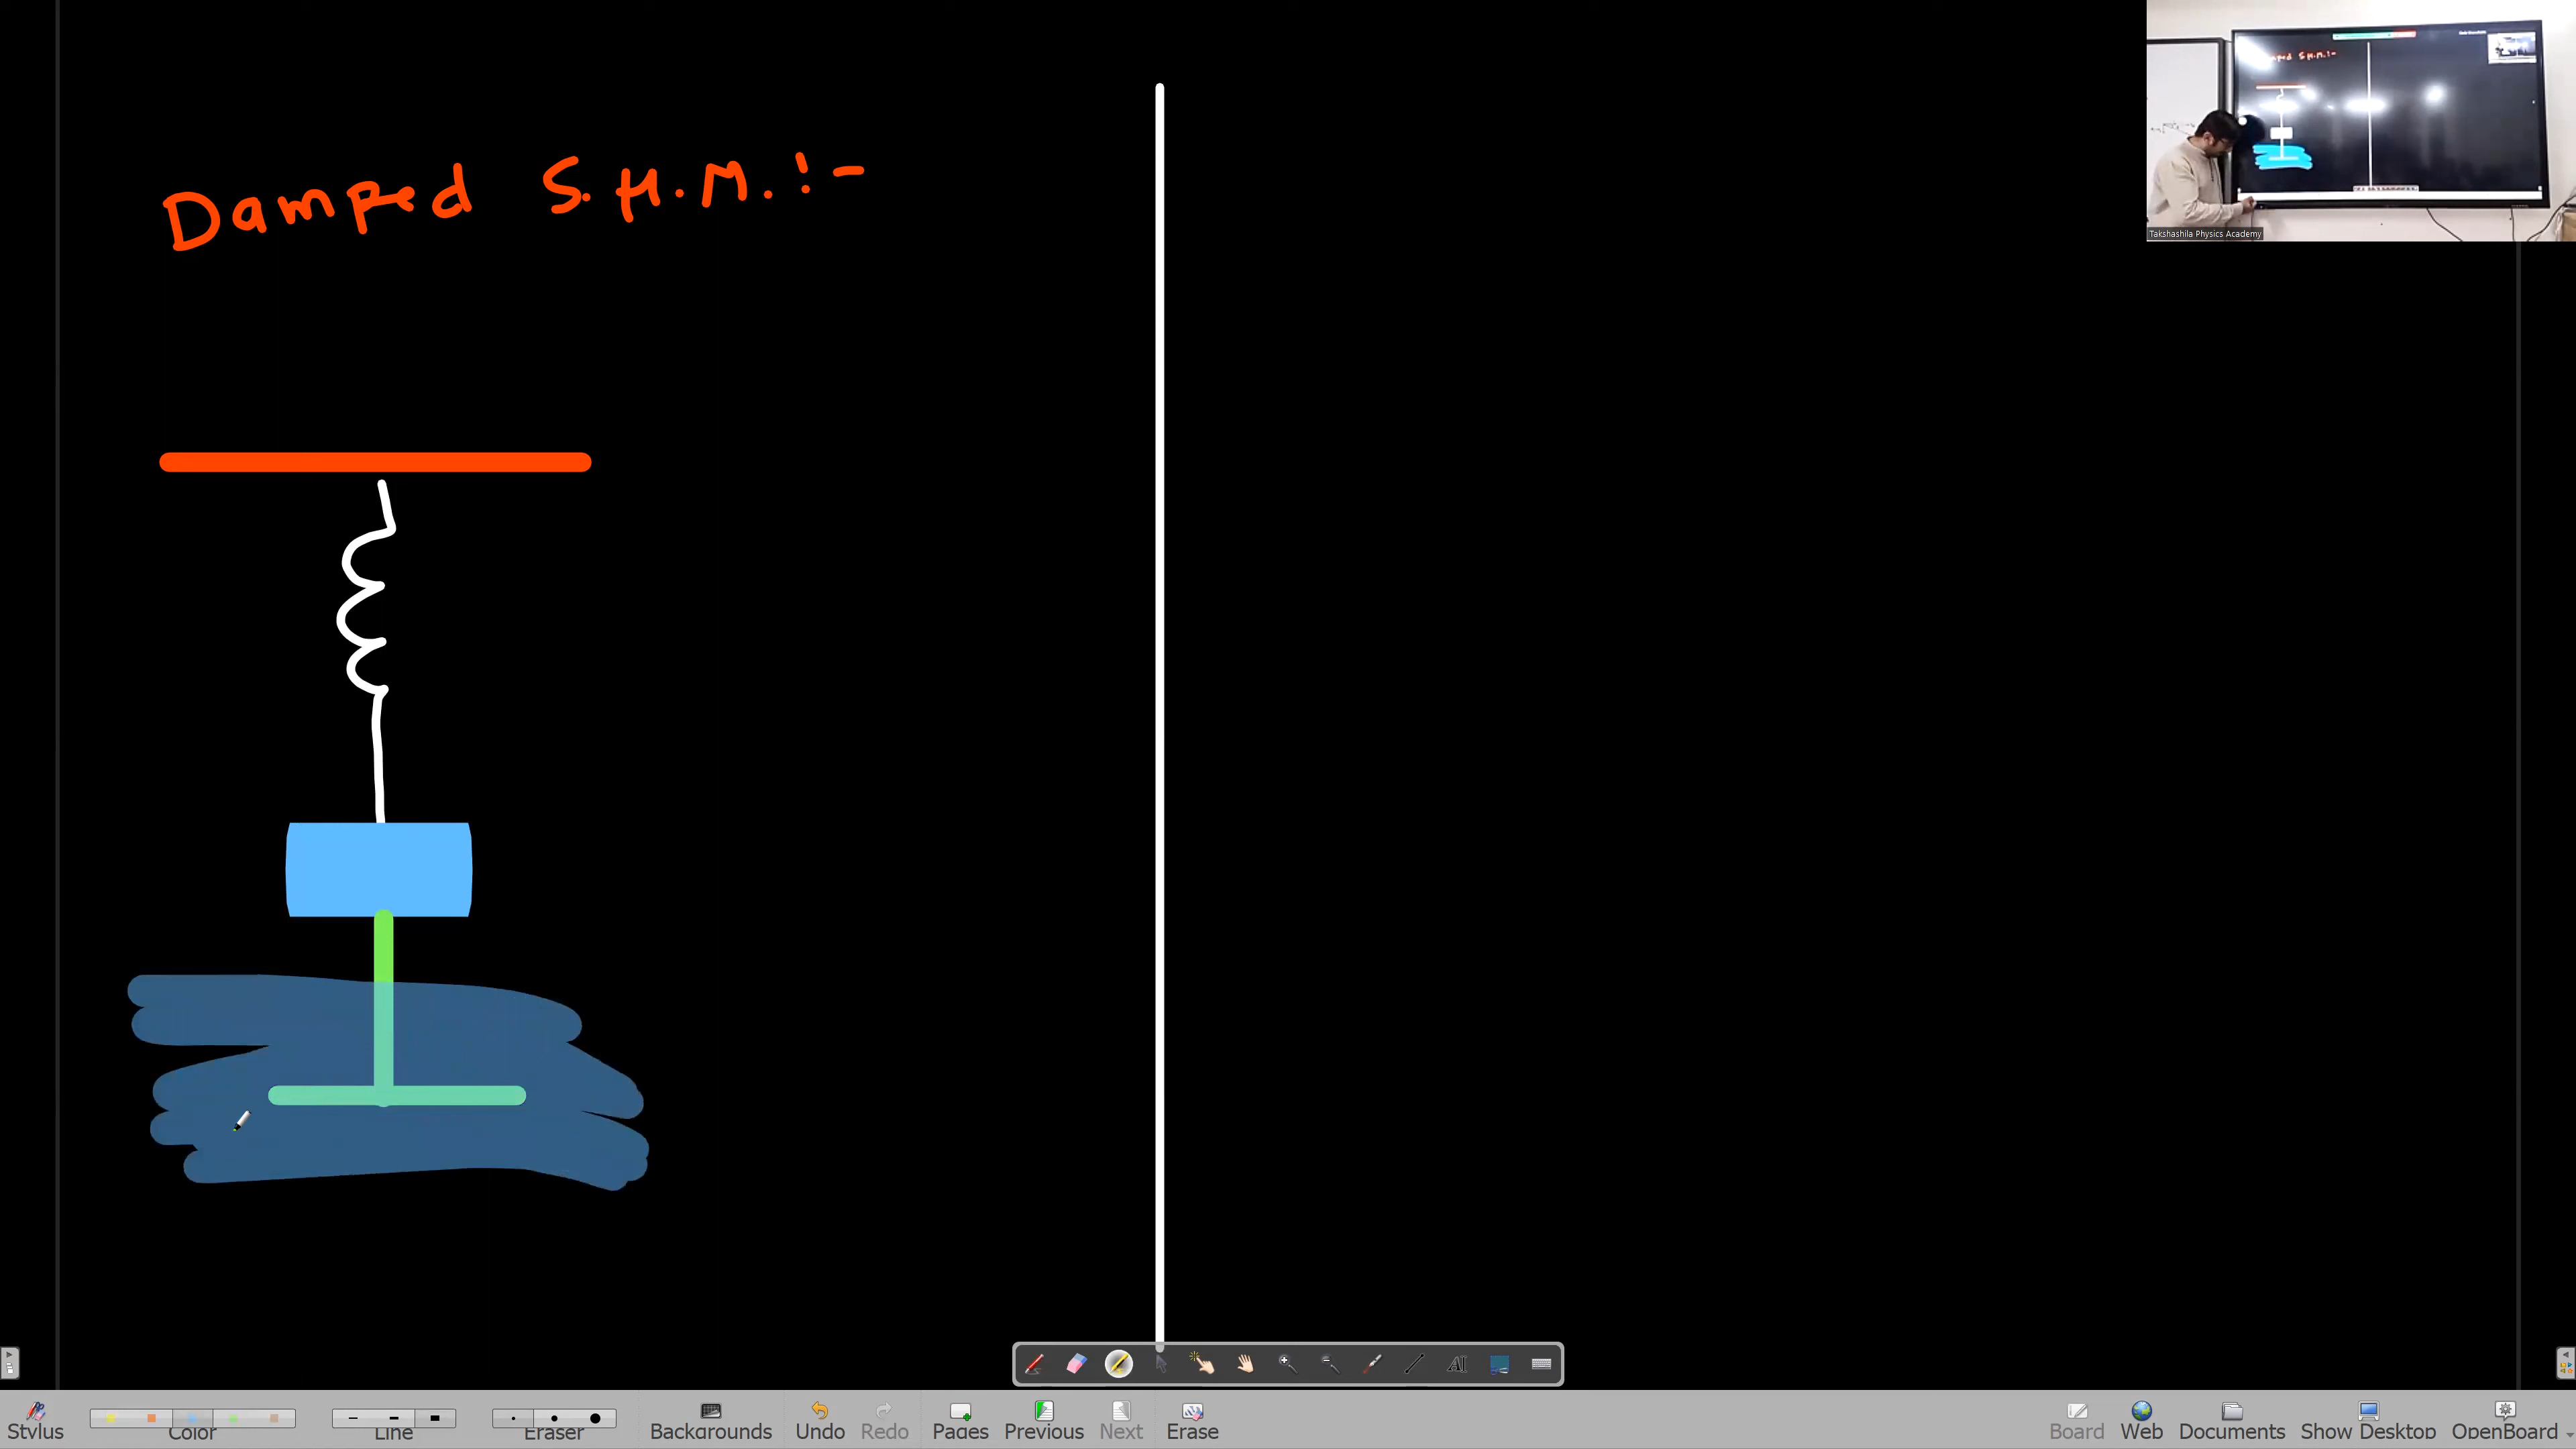 Damped S.H.M. :-
Takshashila Physics Academy
Stylus
Color
Line
Eraser
Backgrounds
Undo
Redo
Pages
Previous
Next
Erase
Board
Web
Documents
Show Desktop
OpenBoard